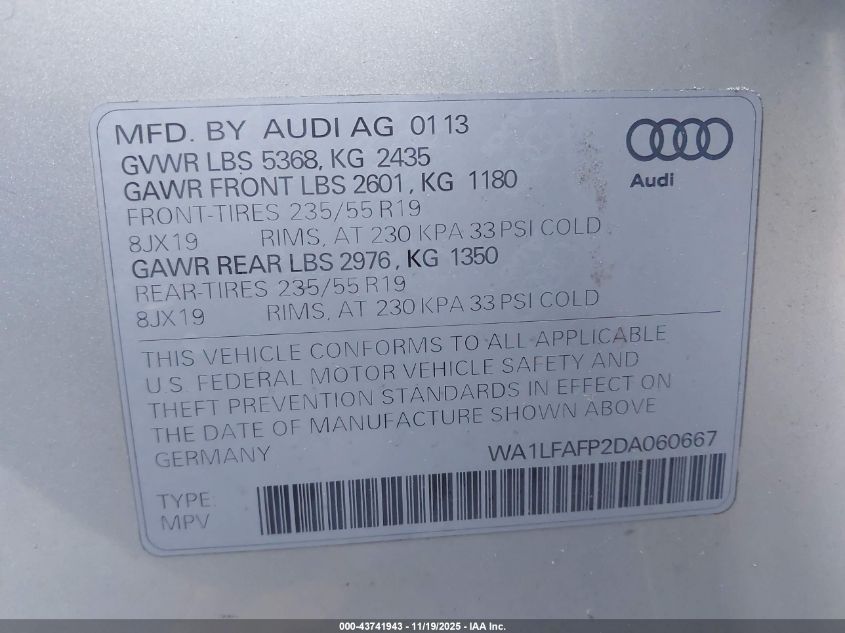 MFD. BY AUDI AG 01 13
GVWR LBS 5368, KG 2435
GAWR FRONT LBS 2601, KG 1180
FRONT-TIRES 235/55 R19
8JX19 RIMS, AT 230 KPA 33 PSI COLD
GAWR REAR LBS 2976, KG 1350
REAR-TIRES 235/55 R19
8JX19 RIMS, AT 230 KPA 33 PSI COLD
Audi
THIS VEHICLE CONFORMS TO ALL APPLICABLE
U.S. FEDERAL MOTOR VEHICLE SAFETY AND
THEFT PREVENTION STANDARDS IN EFFECT ON
THE DATE OF MANUFACTURE SHOWN ABOVE
GERMANY WA1LFAFP2DA060667
TYPE
MPV
000-43741943 - 11/19/2025 - IAA Inc.